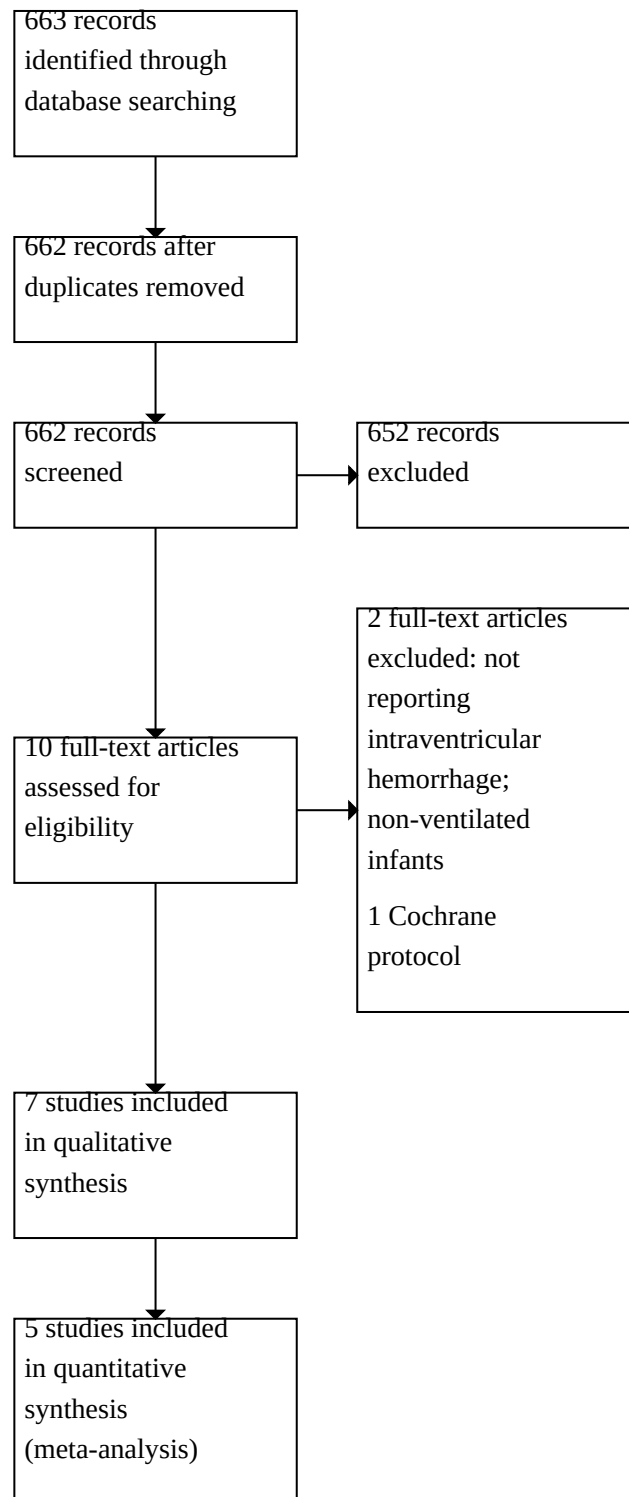 663 records
identified through
database searching
662 records after
duplicates removed
662 records
screened
652 records
excluded
2 full-text articles
excluded: not
reporting
intraventricular
hemorrhage;
non-ventilated
infants
1 Cochrane
protocol
10 full-text articles
assessed for
eligibility
7 studies included
in qualitative
synthesis
5 studies included
in quantitative
synthesis
(meta-analysis)